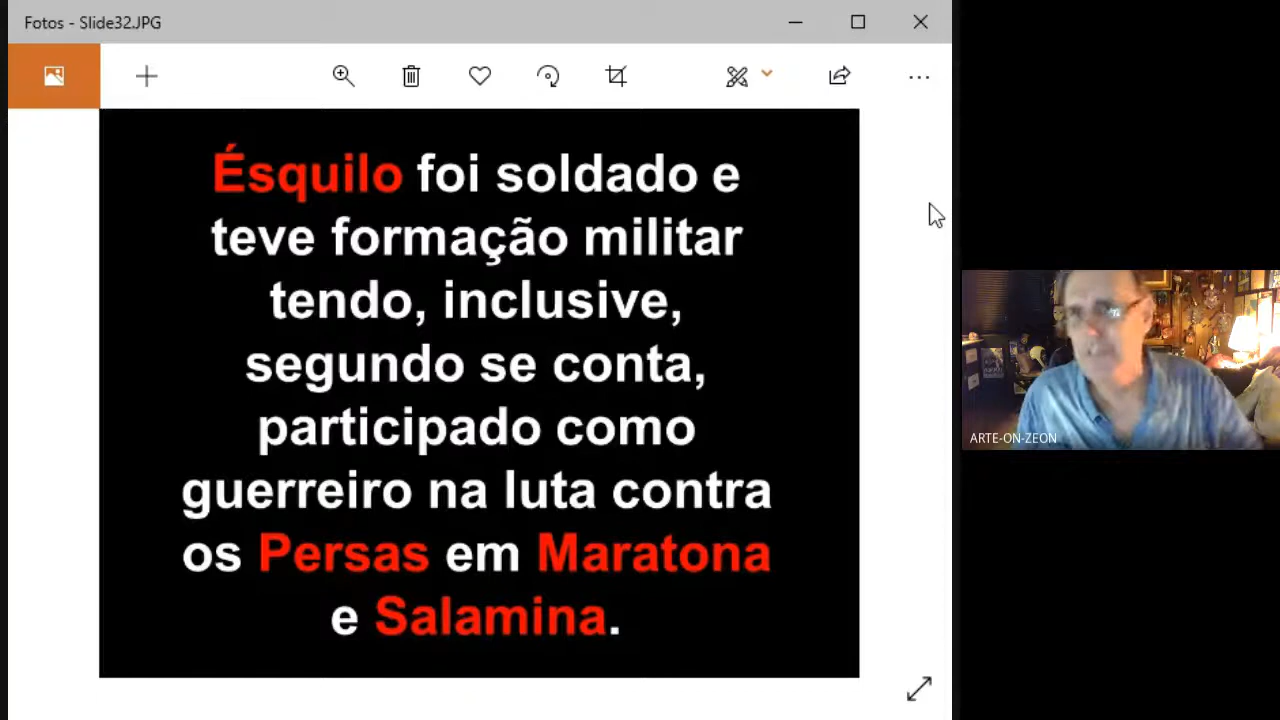 Fotos - Slide32.JPG
Ésquilo foi soldado e
teve formação militar
tendo, inclusive,
segundo se conta,
participado como
guerreiro na luta contra
os Persas em Maratona
e Salamina.
ARTE-ON-ZEON